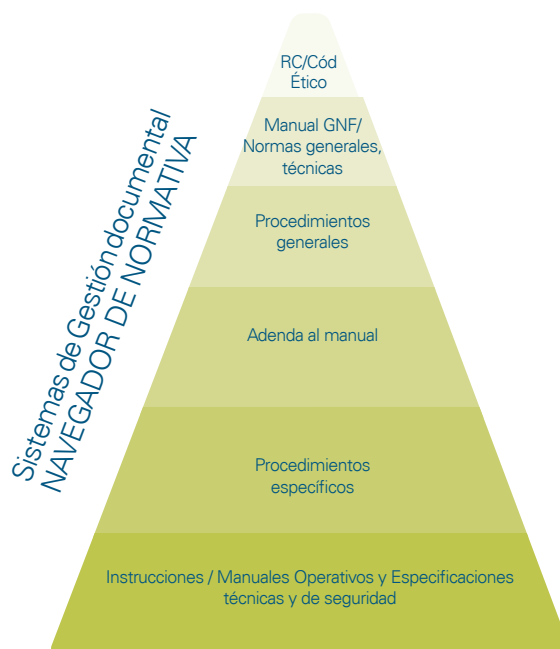 Sistemas de Gestión documental
NAVEGADOR DE NORMATIVA
RC/Cód
Ético
Manual GNF/
Normas generales,
técnicas
Procedimientos
generales
Adenda al manual
Procedimientos
específicos
Instrucciones / Manuales Operativos y Especificaciones
técnicas y de seguridad